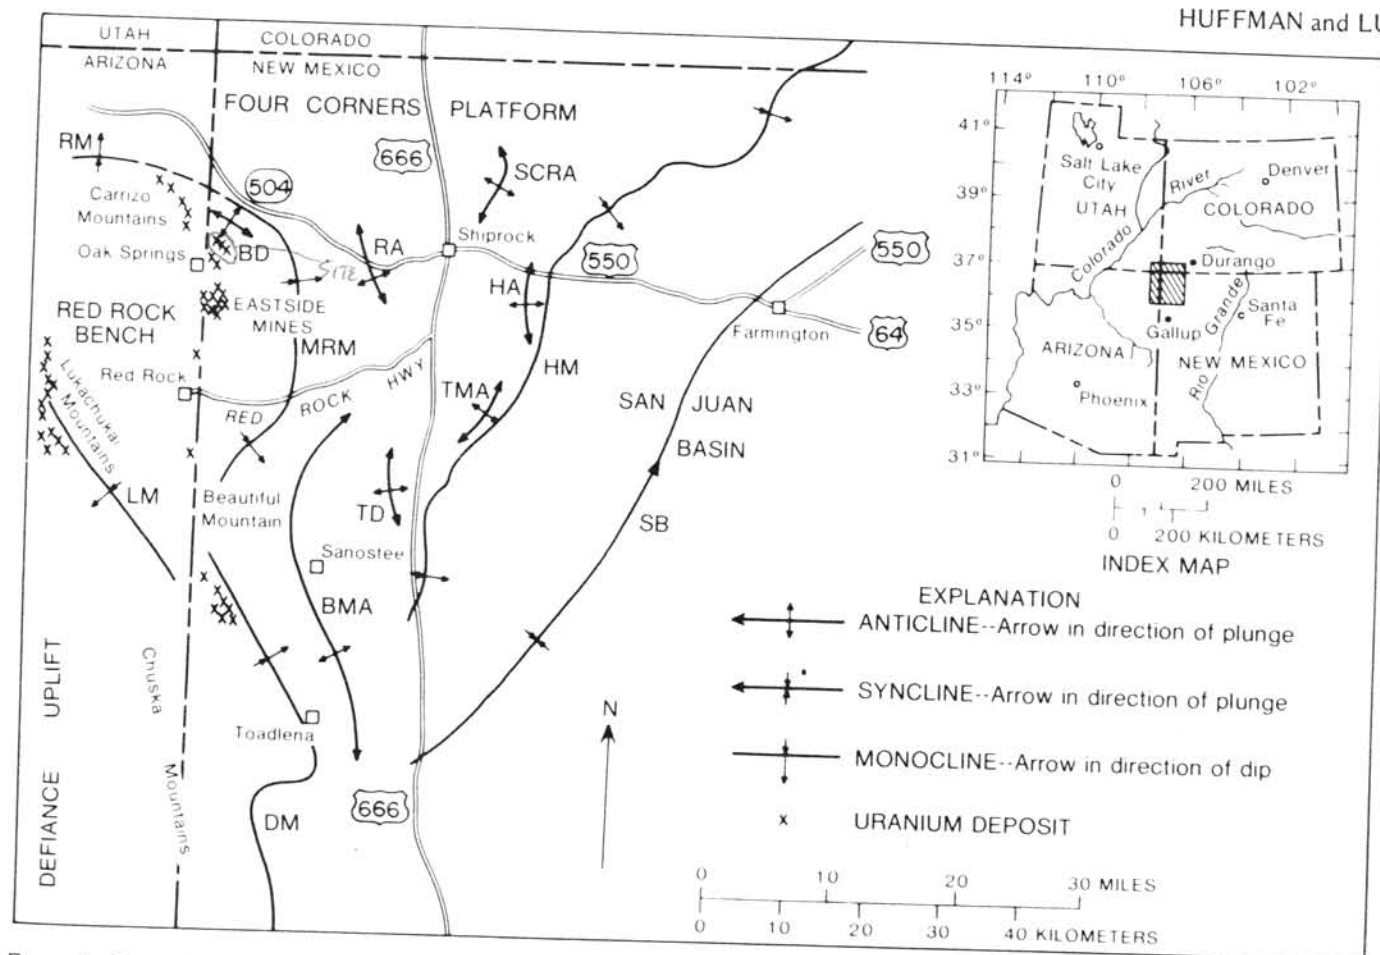 HUFFMAN and LU
UTAH
COLORADO
ARIZONA
NEW MEXICO
FOUR CORNERS PLATFORM
RM
666
504
SCRA
Carrizo
Mountains
Oak Springs
BD
SITE
RA
Shiprock
550
550
HA
EASTSIDE
MINES
RED ROCK
BENCH
MRM
Farmington
64
Red Rock
Lukachukai
Mountains
RED ROCK HWY
TMA
HM
SAN JUAN
BASIN
LM
Beautiful
Mountain
TD
SB
Sanostee
BMA
DEFIANCE UPLIFT
Chuska
Mountains
Toadlena
DM
666
N
114°
110°
106°
102°
41°
39°
37°
35°
33°
31°
Salt Lake
City
UTAH
Colorado
River
Denver
COLORADO
Durango
Rio Grande
Santa
Fe
Gallup
ARIZONA
NEW MEXICO
Phoenix
0 200 MILES
0 200 KILOMETERS
INDEX MAP
EXPLANATION
ANTICLINE--Arrow in direction of plunge
SYNCLINE--Arrow in direction of plunge
MONOCLINE--Arrow in direction of dip
x URANIUM DEPOSIT
0 10 20 30 MILES
0 10 20 30 40 KILOMETERS